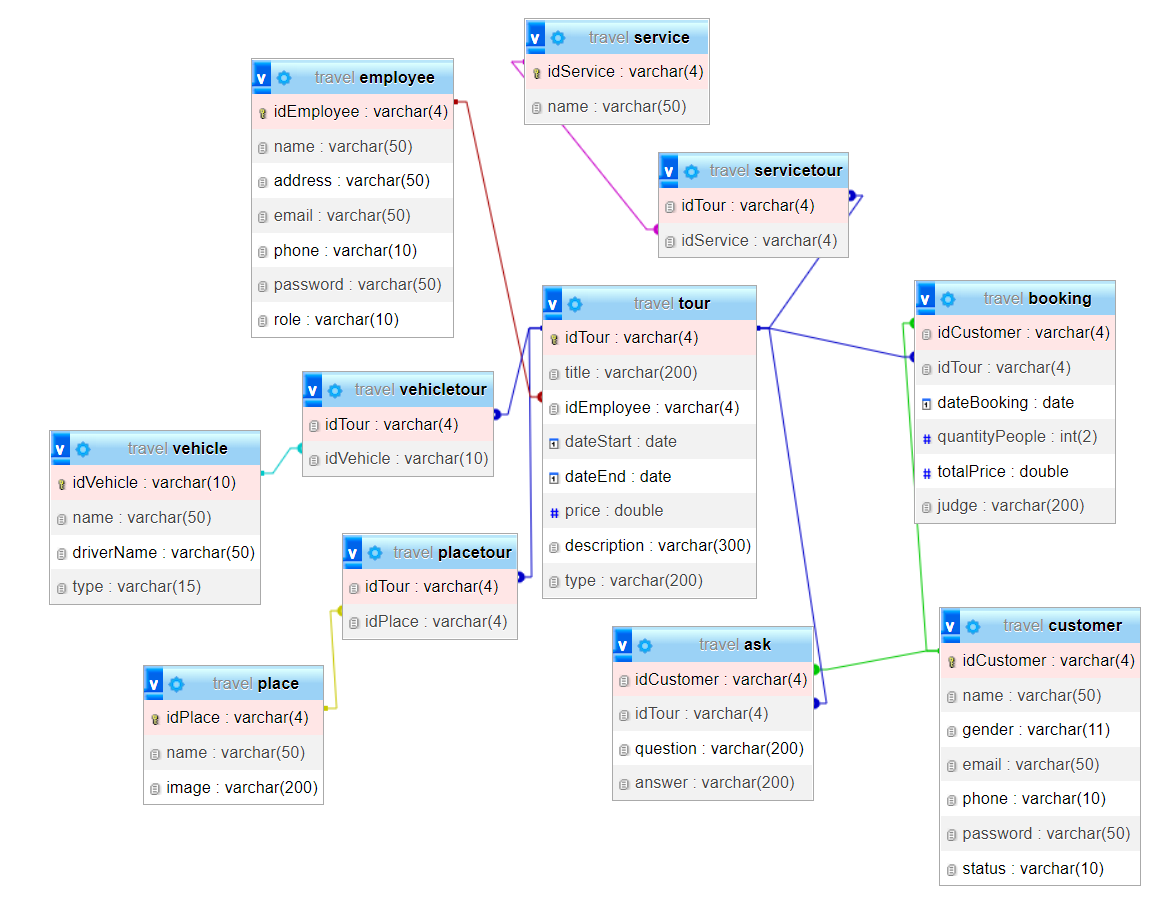 travel service
idService : varchar(4)
name : varchar(50)
travel employee
idEmployee : varchar(4)
name : varchar(50)
address : varchar(50)
email : varchar(50)
phone : varchar(10)
password : varchar(50)
role : varchar(10)
travel servicetour
idTour : varchar(4)
idService : varchar(4)
travel tour
idTour : varchar(4)
title : varchar(200)
idEmployee : varchar(4)
dateStart : date
dateEnd : date
price : double
description : varchar(300)
type : varchar(200)
travel booking
idCustomer : varchar(4)
idTour : varchar(4)
dateBooking : date
quantityPeople : int(2)
totalPrice : double
judge : varchar(200)
travel vehicletour
idTour : varchar(4)
idVehicle : varchar(10)
travel vehicle
idVehicle : varchar(10)
name : varchar(50)
driverName : varchar(50)
type : varchar(15)
travel placetour
idTour : varchar(4)
idPlace : varchar(4)
travel place
idPlace : varchar(4)
name : varchar(50)
image : varchar(200)
travel ask
idCustomer : varchar(4)
idTour : varchar(4)
question : varchar(200)
answer : varchar(200)
travel customer
idCustomer : varchar(4)
name : varchar(50)
gender : varchar(11)
email : varchar(50)
phone : varchar(10)
password : varchar(50)
status : varchar(10)